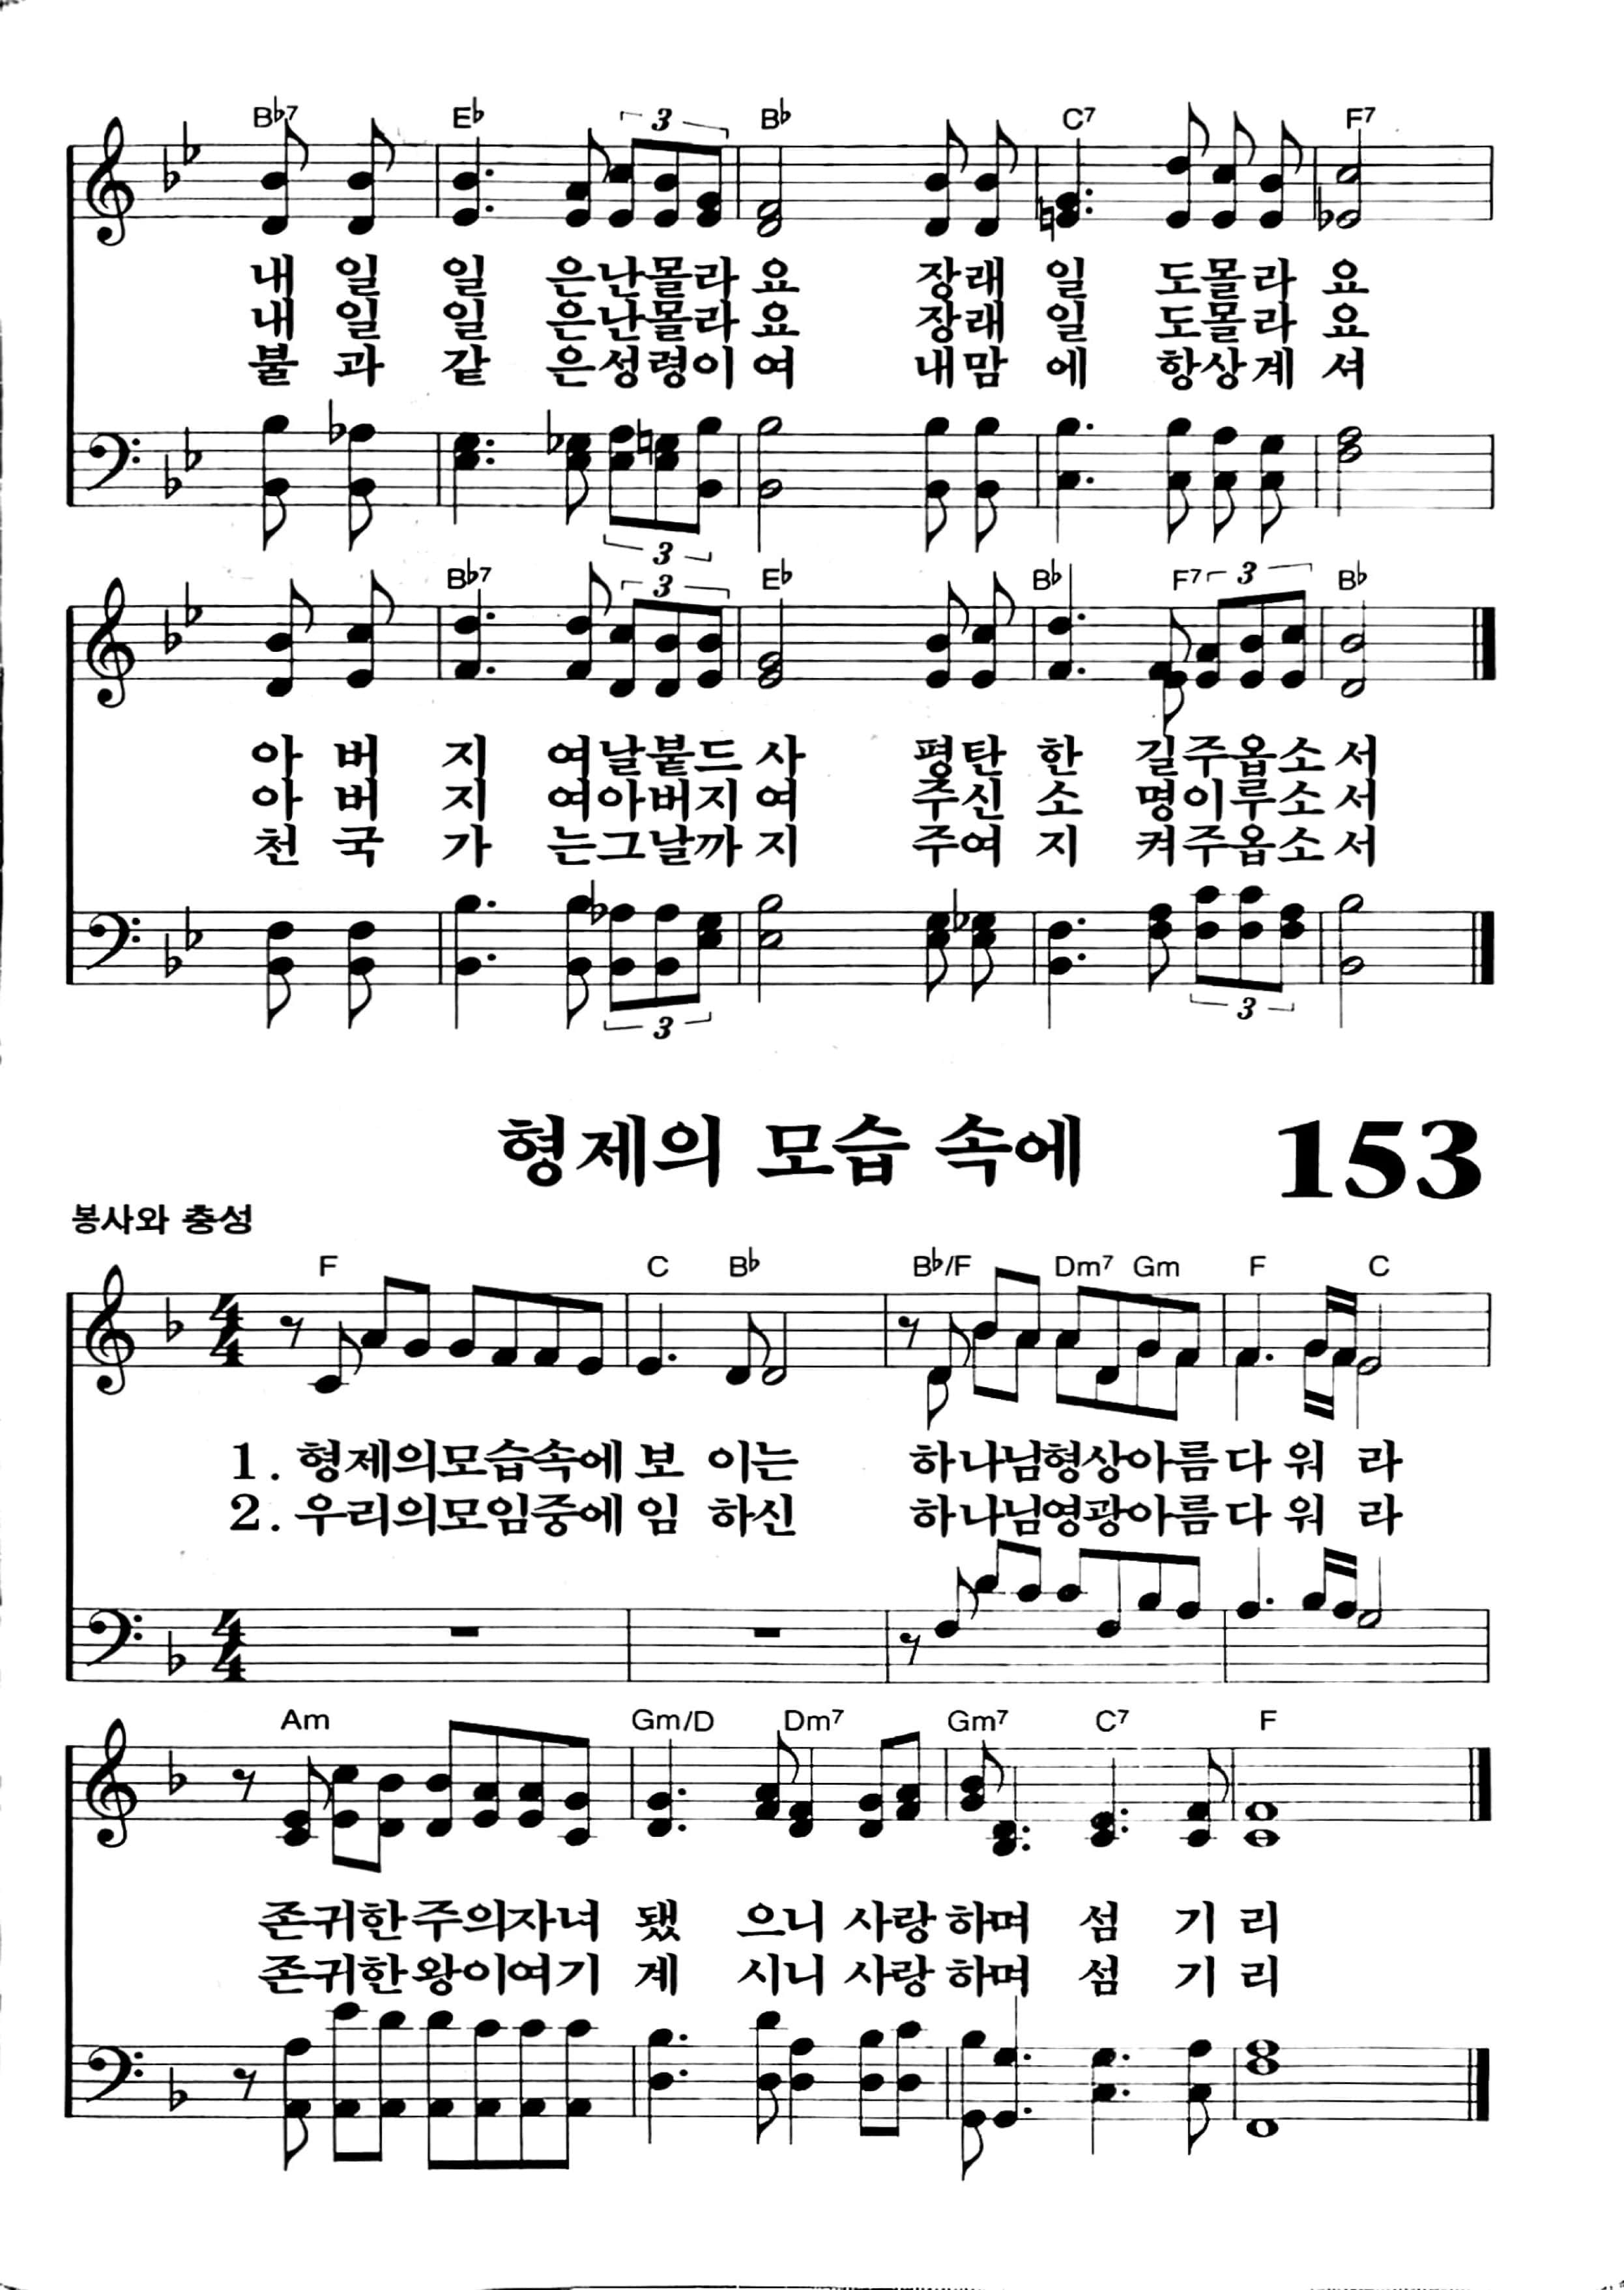 B♭7 E♭ 3 B♭ C7 F7
내 일 일 은난몰라 요 장래 일 도몰라 요
내 일 일 은난몰라 요 장래 일 도몰라 요
불 과 같 은성령이 여 내맘 에 항상계 셔
3
B♭7 3 E♭ B♭ F7 3 B♭
아 버 지 여날붙드 사 평탄 한 길주옵소 서
아 버 지 여아버지 여 주신 소 명이루소 서
천 국 가 는그날까 지 주여 지 켜주옵소 서
3 3
형제의 모습 속에 153
봉사와 충성
F C B♭ B♭/F Dm7 Gm F C
4 4
1. 형제의모습속에 보 이는 하나님형상아름다 워 라
2. 우리의모임중에 임 하신 하나님영광아름다 워 라
4 4
Am Gm/D Dm7 Gm7 C7 F
존귀한주의자녀 됐 으니 사랑하며 섬 기 리
존귀한왕이여기 계 시니 사랑하며 섬 기 리